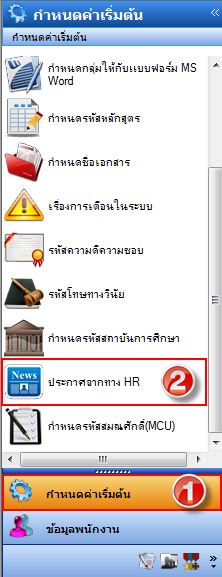 กำหนดค่าเริ่มต้น
กำหนดค่าเริ่มต้น
กำหนดกลุ่มให้กับแบบฟอร์ม MS
Word
กำหนดรหัสหลักสูตร
กำหนดชื่อเอกสาร
เรื่องการเตือนในระบบ
รหัสความดีความชอบ
รหัสโทษทางวินัย
กำหนดรหัสสถาบันการศึกษา
News
ประกาศจากทาง HR
2
กำหนดรหัสสมณศักดิ์(MCU)
กำหนดค่าเริ่มต้น
1
ข้อมูลพนักงาน